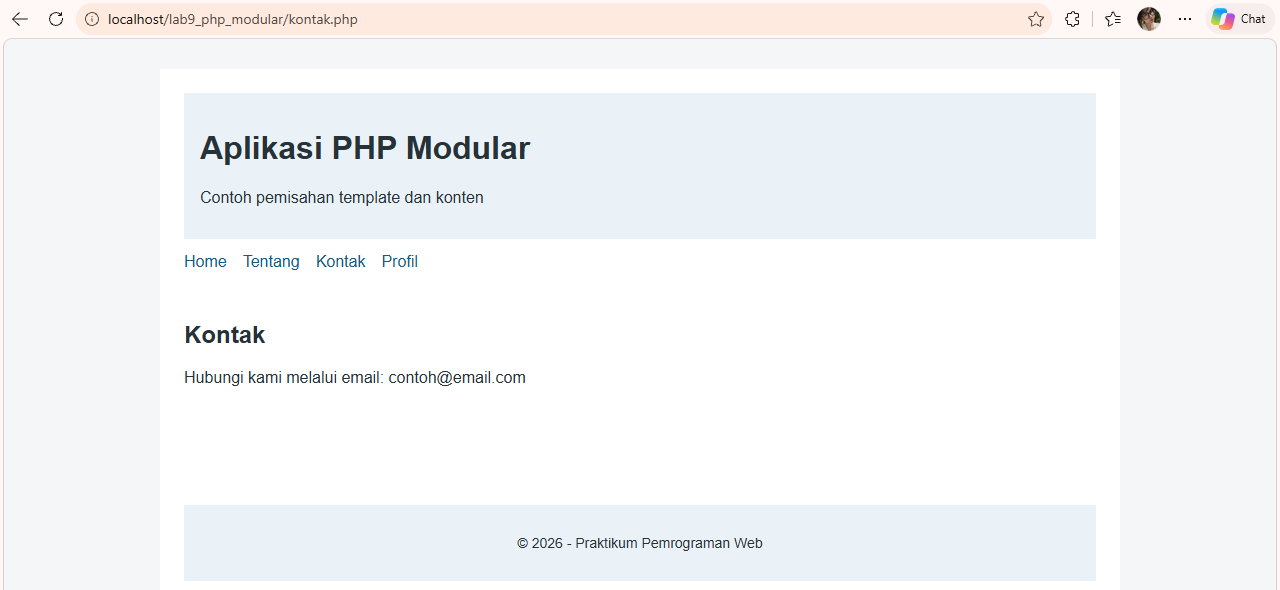 localhost/lab9_php_modular/kontak.php
Chat
Aplikasi PHP Modular
Contoh pemisahan template dan konten
Home Tentang Kontak Profil
Kontak
Hubungi kami melalui email: contoh@email.com
© 2026 - Praktikum Pemrograman Web